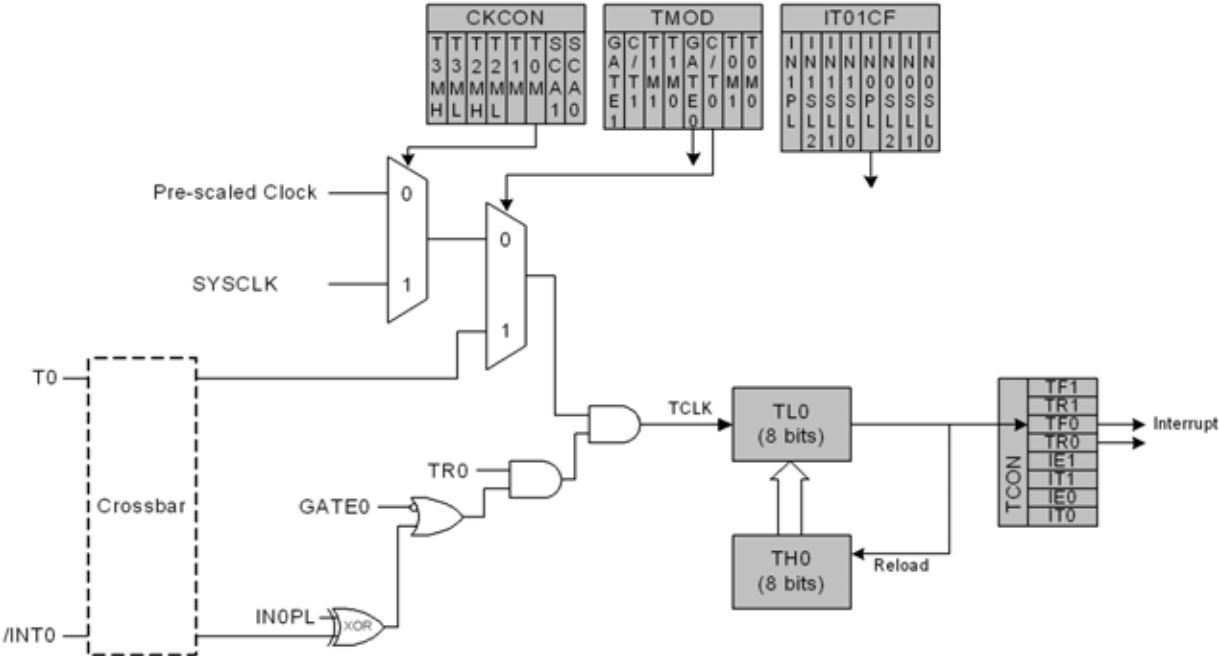 CKCON
T3MH T3ML T2MH T2ML T1M T0M SCA1 SCA0
TMOD
GATE1 C/T1 T1M1 T1M0 GATE0 C/T0 T0M1 T0M0
IT01CF
IN1PL IN1SL2 IN1SL1 IN1SL0 IN0PL IN0SL2 IN0SL1 IN0SL0
Pre-scaled Clock
0
SYSCLK
1
0
1
T0
Crossbar
/INT0
TR0
GATE0
IN0PL
XOR
TCLK
TL0
(8 bits)
TH0
(8 bits)
Reload
TCON
TF1
TR1
TF0
TR0
IE1
IT1
IE0
IT0
Interrupt